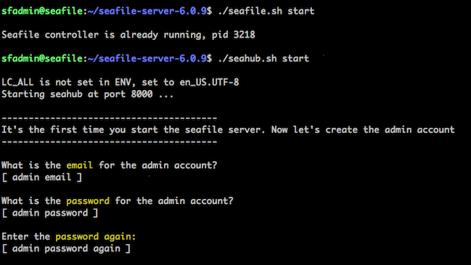 sfadmin@seafile:~/seafile-server-6.0.9$ ./seafile.sh start
Seafile controller is already running, pid 3218
sfadmin@seafile:~/seafile-server-6.0.9$ ./seahub.sh start
LC_ALL is not set in ENV, set to en_US.UTF-8
Starting seahub at port 8000 ...
----------------------------------------
It's the first time you start the seafile server. Now let's create the admin account
----------------------------------------
What is the email for the admin account?
[ admin email ]
What is the password for the admin account?
[ admin password ]
Enter the password again:
[ admin password again ]